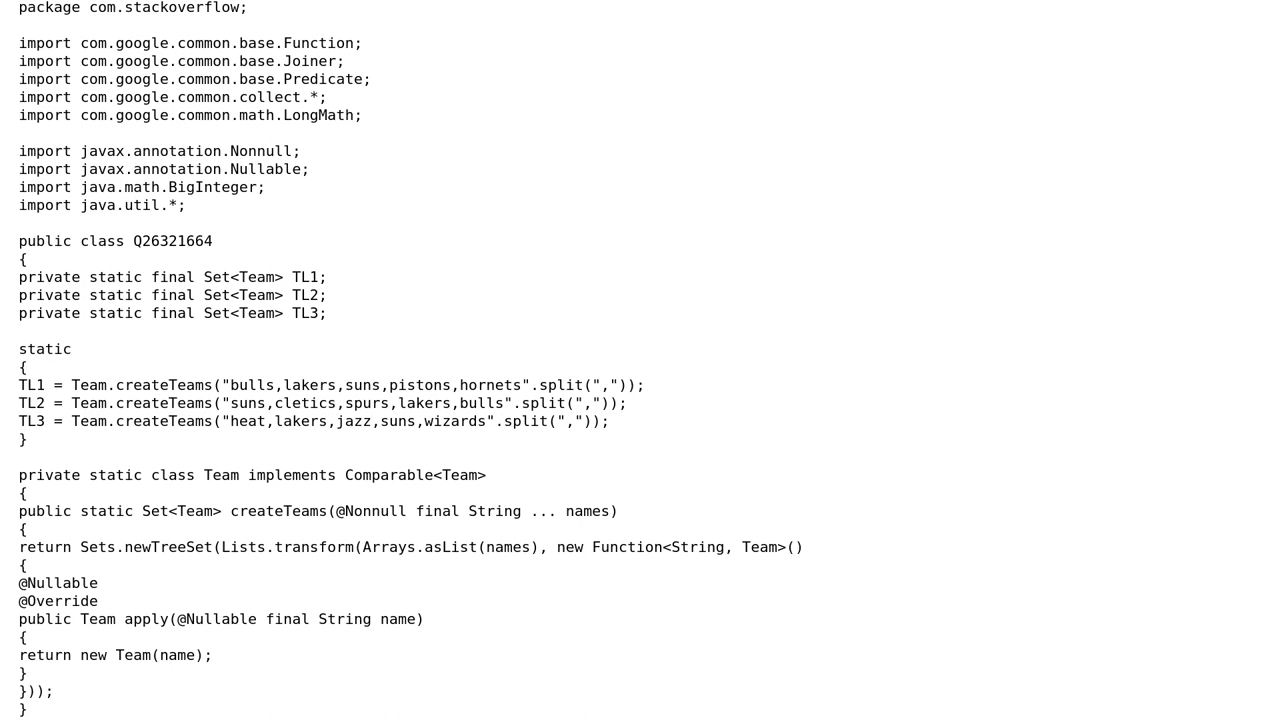 package com.stackoverflow;

import com.google.common.base.Function;
import com.google.common.base.Joiner;
import com.google.common.base.Predicate;
import com.google.common.collect.*;
import com.google.common.math.LongMath;

import javax.annotation.Nonnull;
import javax.annotation.Nullable;
import java.math.BigInteger;
import java.util.*;

public class Q26321664
{
private static final Set<Team> TL1;
private static final Set<Team> TL2;
private static final Set<Team> TL3;

static
{
TL1 = Team.createTeams("bulls,lakers,suns,pistons,hornets".split(","));
TL2 = Team.createTeams("suns,cletics,spurs,lakers,bulls".split(","));
TL3 = Team.createTeams("heat,lakers,jazz,suns,wizards".split(","));
}

private static class Team implements Comparable<Team>
{
public static Set<Team> createTeams(@Nonnull final String ... names)
{
return Sets.newTreeSet(Lists.transform(Arrays.asList(names), new Function<String, Team>()
{
@Nullable
@Override
public Team apply(@Nullable final String name)
{
return new Team(name);
}
}));
}